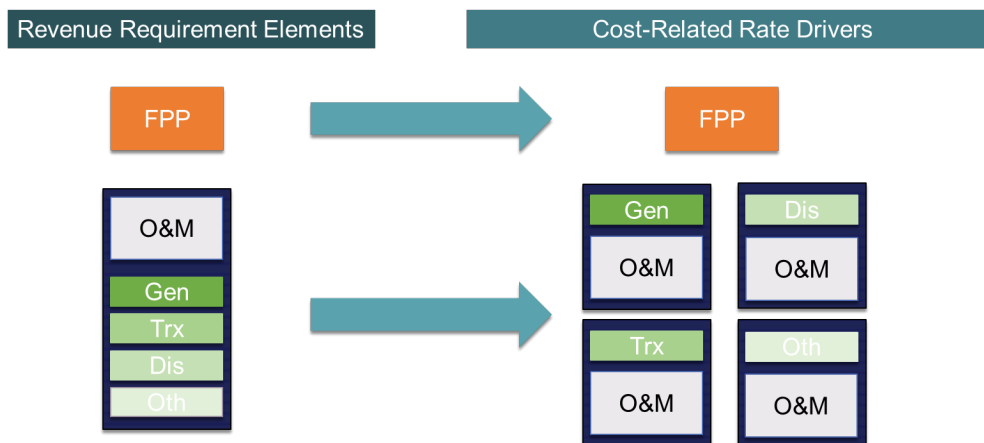 Revenue Requirement Elements
Cost-Related Rate Drivers
FPP
FPP
O&M
Gen
Trx
Dis
Oth
Gen
O&M
Dis
O&M
Trx
O&M
Oth
O&M